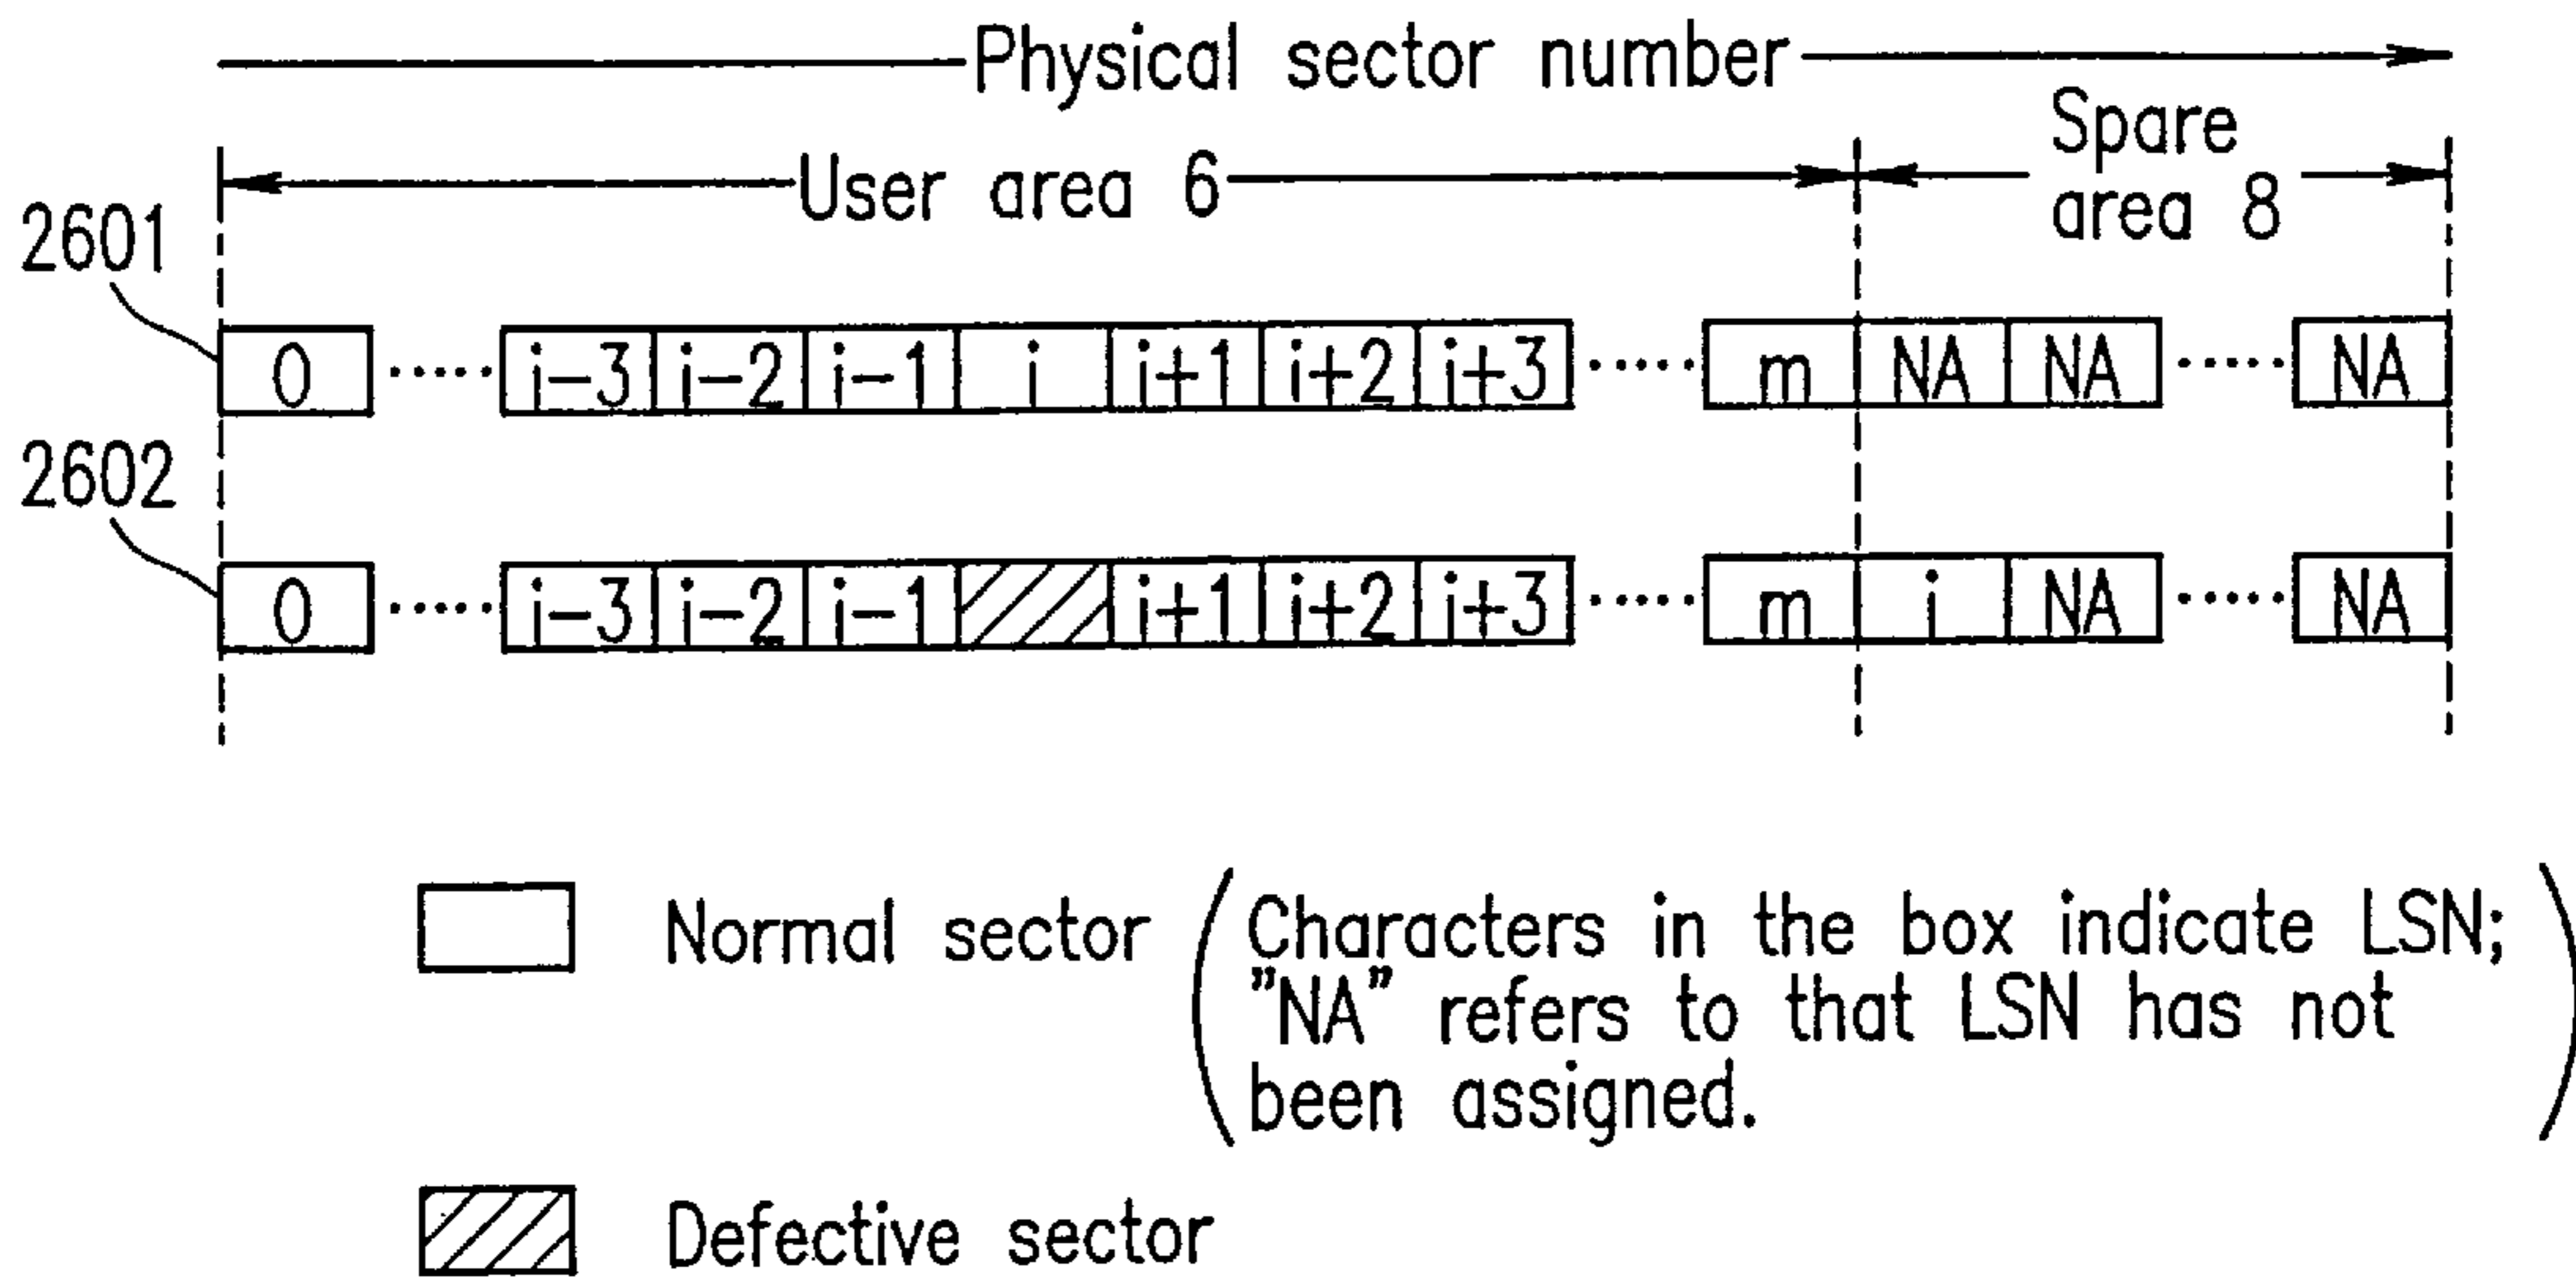 Physical sector number
User area 6
Spare
area 8
2601
0 ..... i-3 i-2 i-1 i i+1 i+2 i+3 ..... m NA NA ..... NA
2602
0 ..... i-3 i-2 i-1 i+1 i+2 i+3 ..... m i NA ..... NA
Normal sector (Characters in the box indicate LSN;
"NA" refers to that LSN has not
been assigned.)
Defective sector